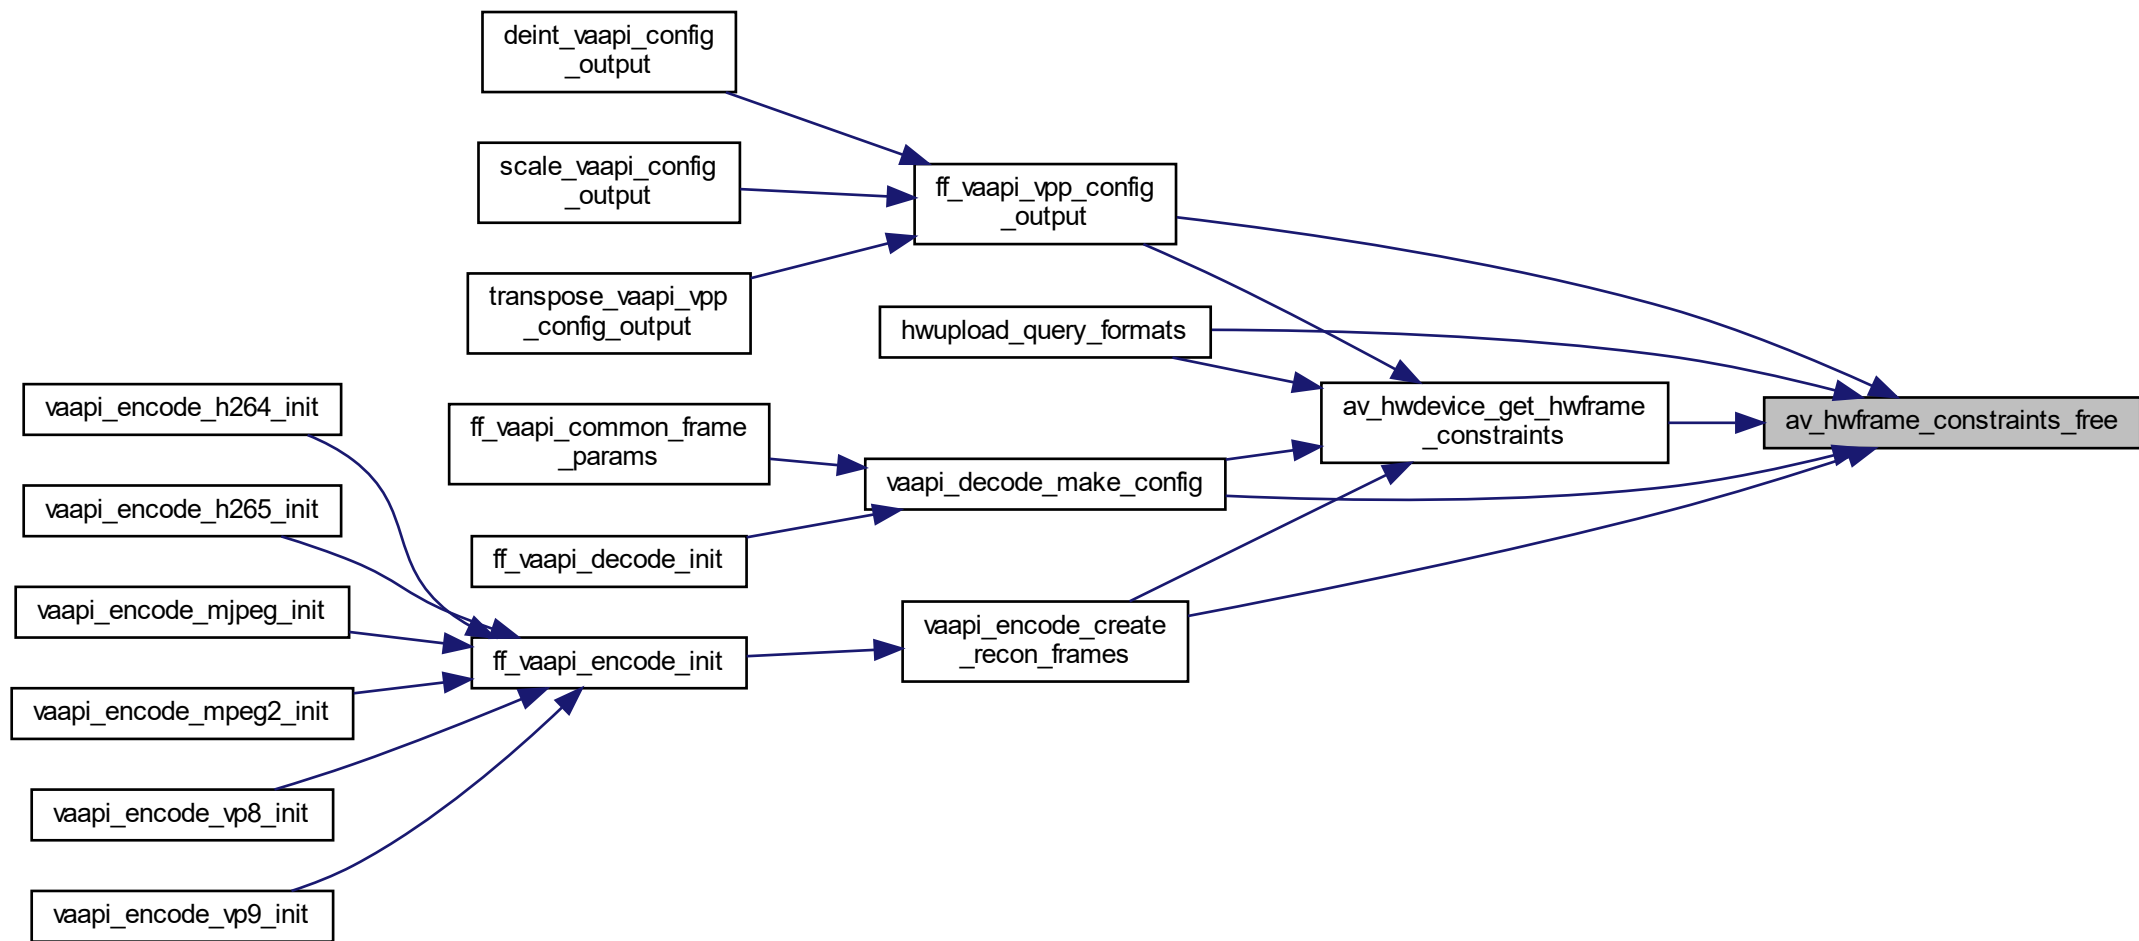 deint_vaapi_config
_output
scale_vaapi_config
_output
ff_vaapi_vpp_config
_output
transpose_vaapi_vpp
_config_output
hwupload_query_formats
vaapi_encode_h264_init
ff_vaapi_common_frame
_params
av_hwdevice_get_hwframe
_constraints
av_hwframe_constraints_free
vaapi_decode_make_config
vaapi_encode_h265_init
ff_vaapi_decode_init
vaapi_encode_mjpeg_init
ff_vaapi_encode_init
vaapi_encode_create
_recon_frames
vaapi_encode_mpeg2_init
vaapi_encode_vp8_init
vaapi_encode_vp9_init